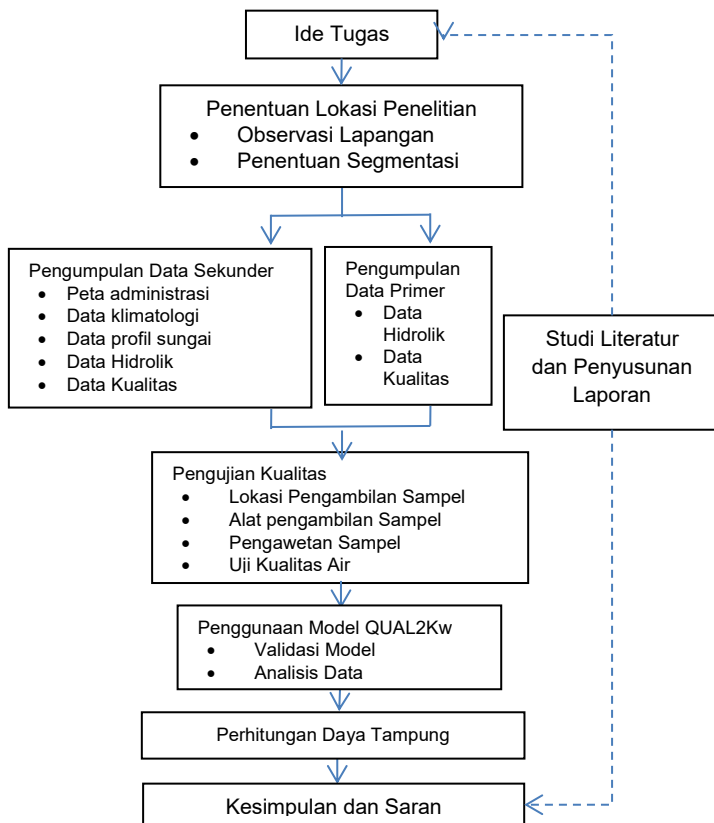 Ide Tugas
Penentuan Lokasi Penelitian
• Observasi Lapangan
• Penentuan Segmentasi
Pengumpulan Data Sekunder
• Peta administrasi
• Data klimatologi
• Data profil sungai
• Data Hidrolik
• Data Kualitas
Pengumpulan
Data Primer
• Data
Hidrolik
• Data
Kualitas
Studi Literatur
dan Penyusunan
Laporan
Pengujian Kualitas
• Lokasi Pengambilan Sampel
• Alat pengambilan Sampel
• Pengawetan Sampel
• Uji Kualitas Air
Penggunaan Model QUAL2Kw
• Validasi Model
• Analisis Data
Perhitungan Daya Tampung
Kesimpulan dan Saran